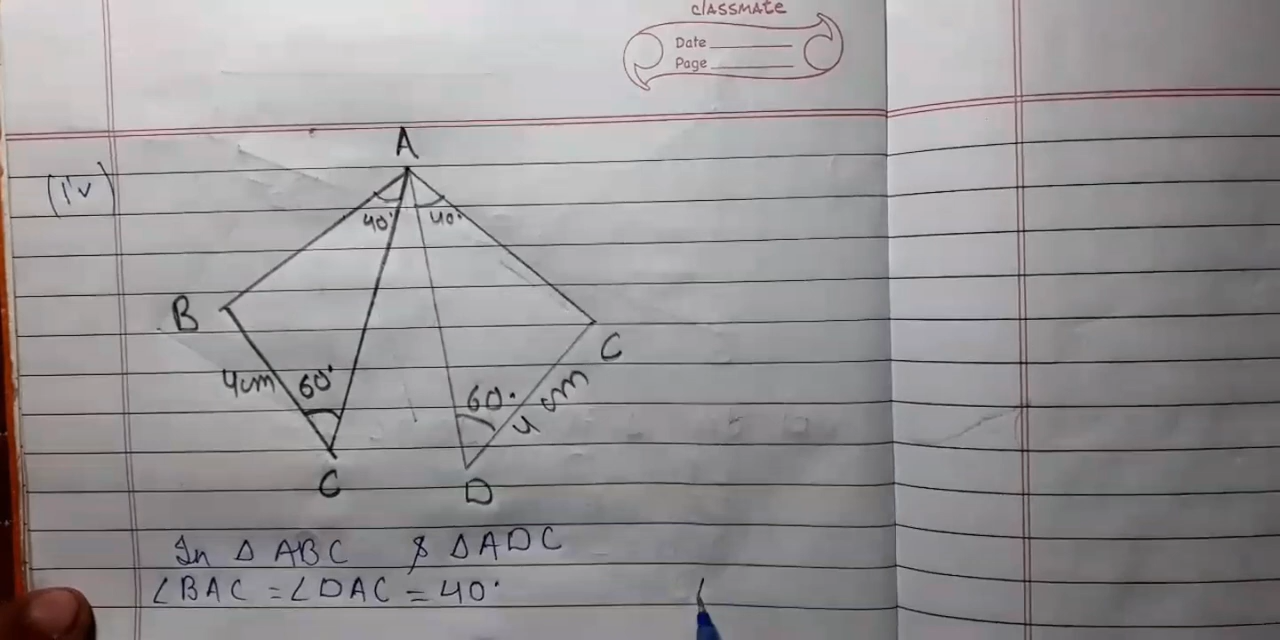 classmate
Date
Page
(iv)
A
40° 40°
B
C
4cm 60°
60° 4 cm
C
D
In △ ABC & △ADC
∠BAC = ∠DAC = 40°